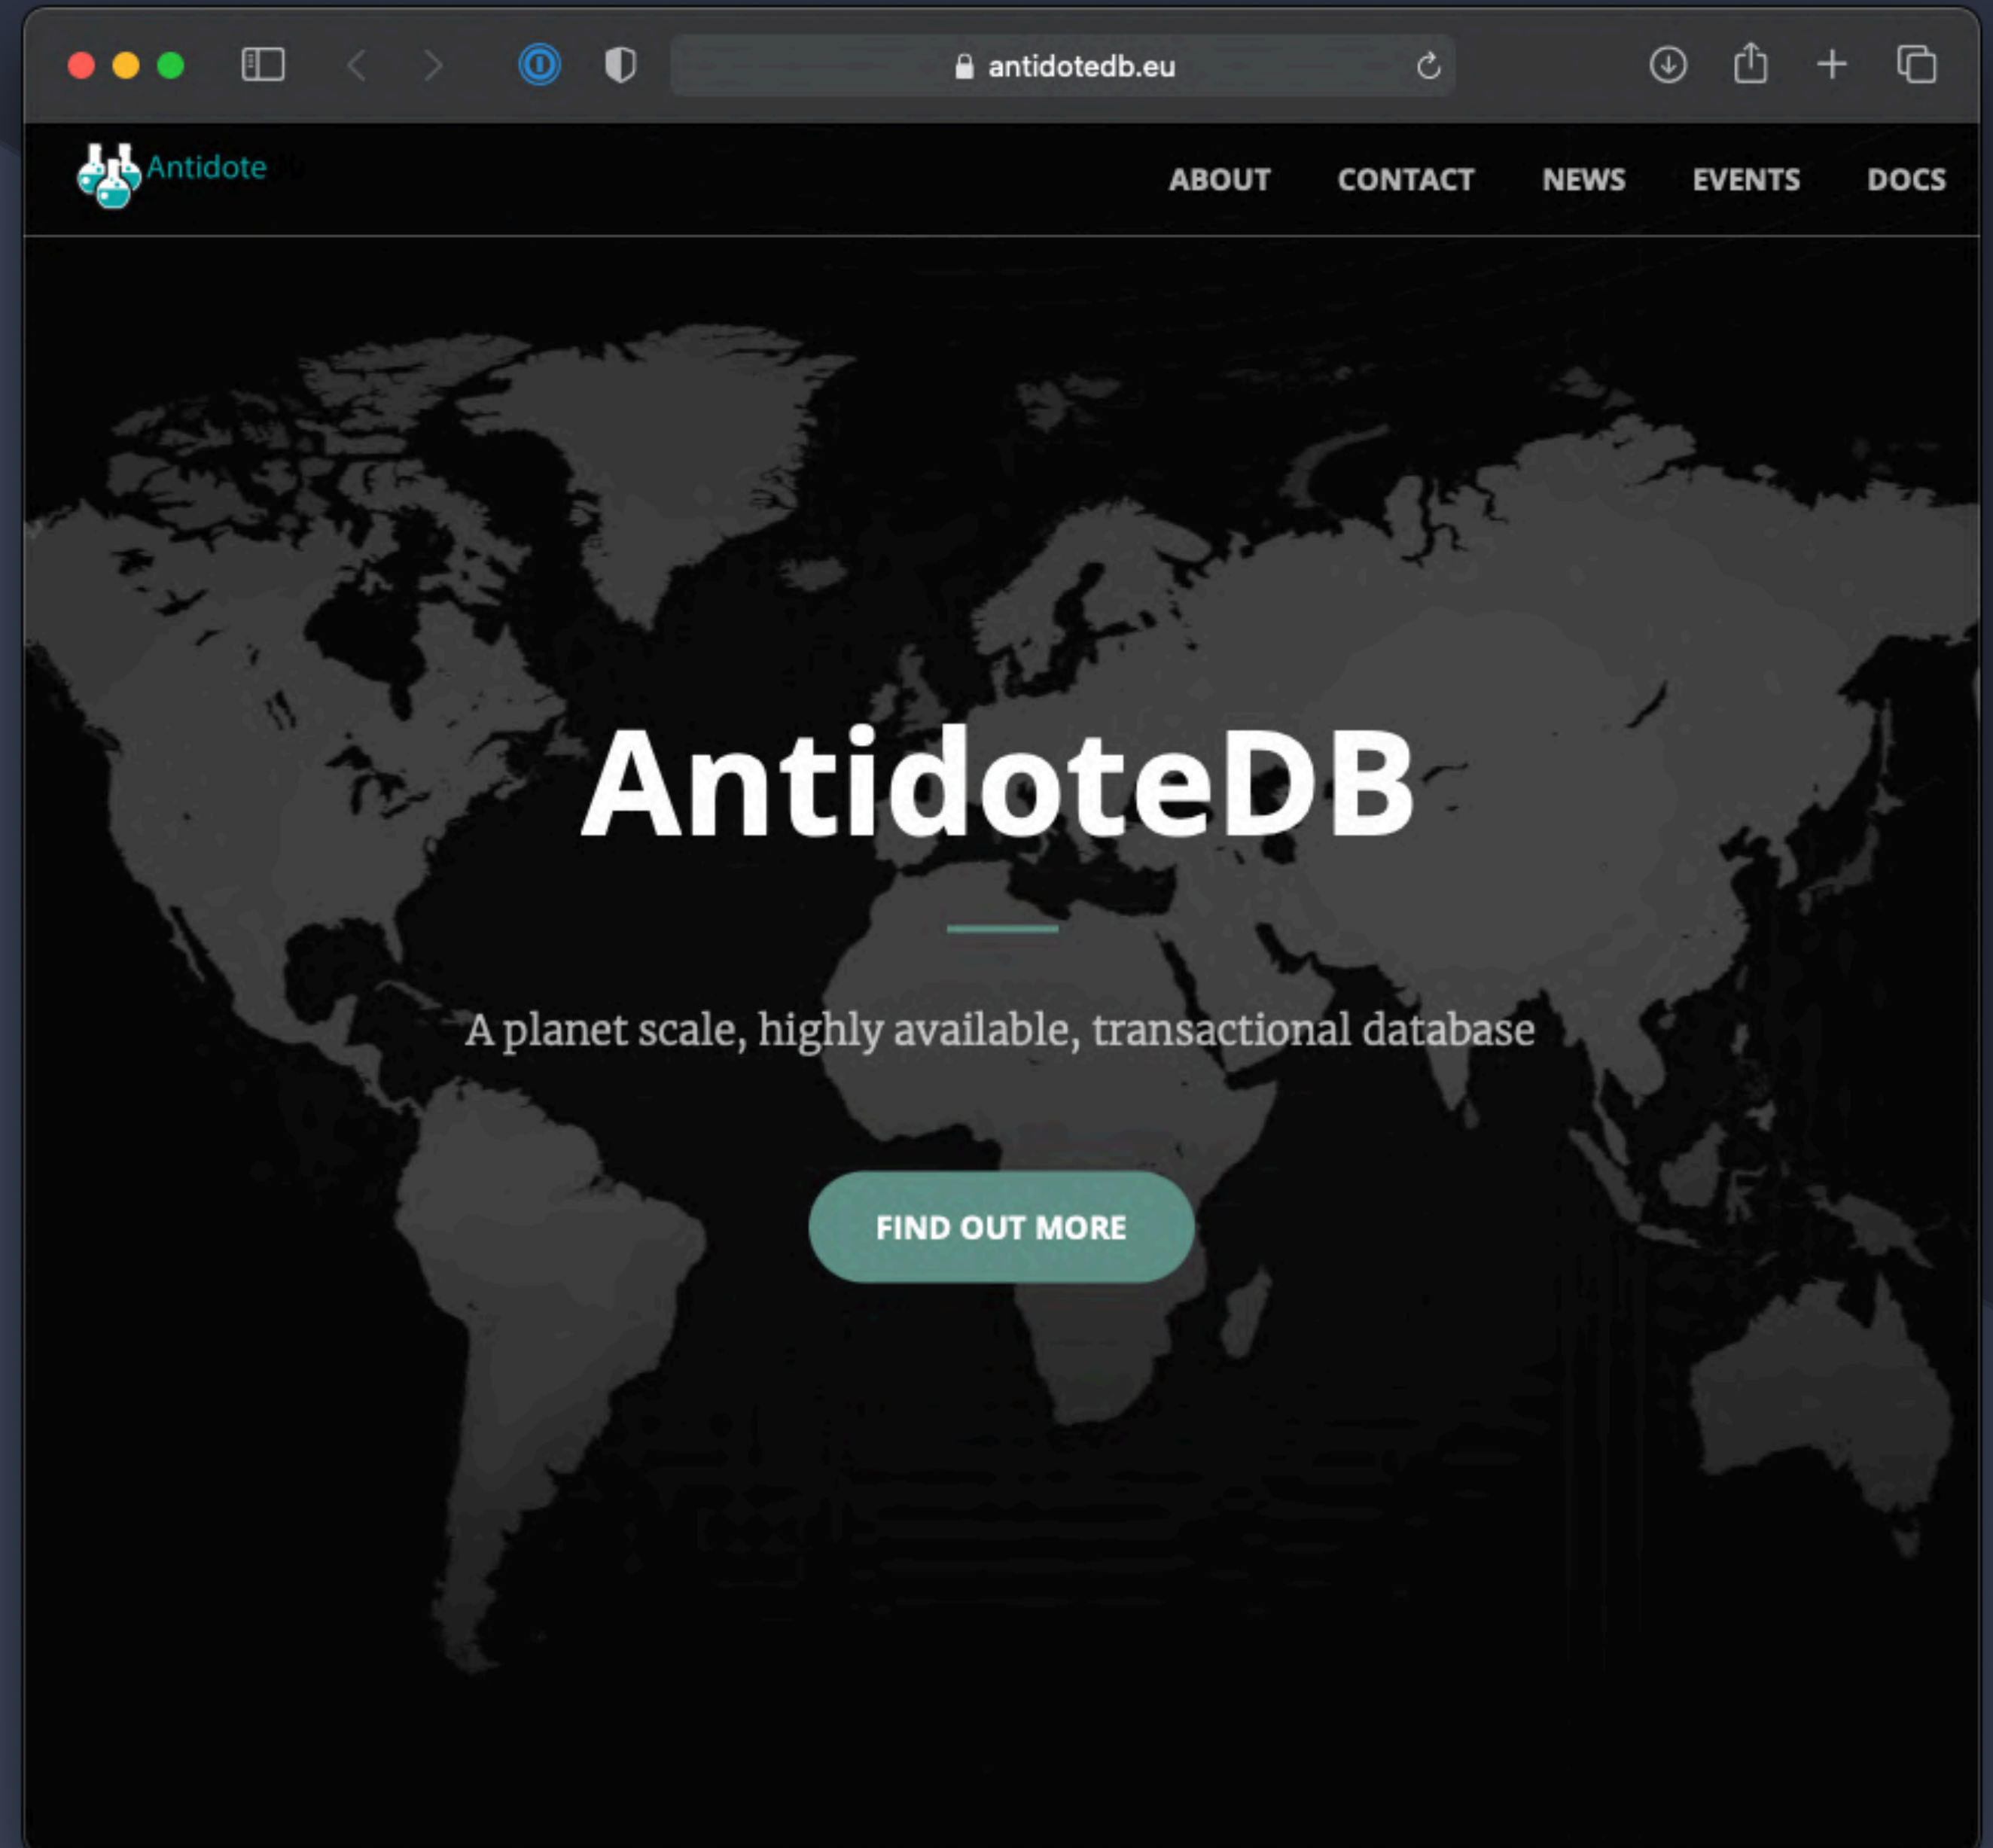 antidotedb.eu
Antidote
ABOUT CONTACT NEWS EVENTS DOCS
AntidoteDB
A planet scale, highly available, transactional database
FIND OUT MORE